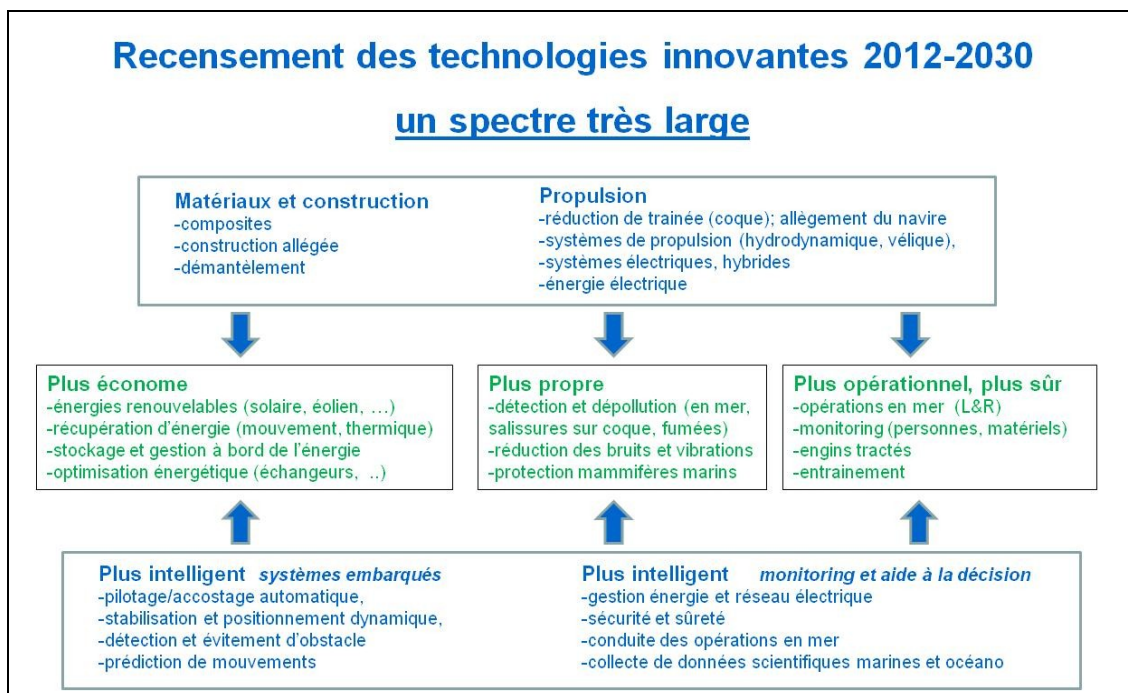 Recensement des technologies innovantes 2012-2030
un spectre très large
Matériaux et construction
-composites
-construction allégée
-démantèlement
Propulsion
-réduction de trainée (coque); allègement du navire
-systèmes de propulsion (hydrodynamique, vélique),
-systèmes électriques, hybrides
-énergie électrique
Plus économe
-énergies renouvelables (solaire, éolien, …)
-récupération d'énergie (mouvement, thermique)
-stockage et gestion à bord de l'énergie
-optimisation énergétique (échangeurs, ..)
Plus propre
-détection et dépollution (en mer,
salissures sur coque, fumées)
-réduction des bruits et vibrations
-protection mammifères marins
Plus opérationnel, plus sûr
-opérations en mer (L&R)
-monitoring (personnes, matériels)
-engins tractés
-entrainement
Plus intelligent systèmes embarqués
-pilotage/accostage automatique,
-stabilisation et positionnement dynamique,
-détection et évitement d'obstacle
-prédiction de mouvements
Plus intelligent monitoring et aide à la décision
-gestion énergie et réseau électrique
-sécurité et sûreté
-conduite des opérations en mer
-collecte de données scientifiques marines et océano